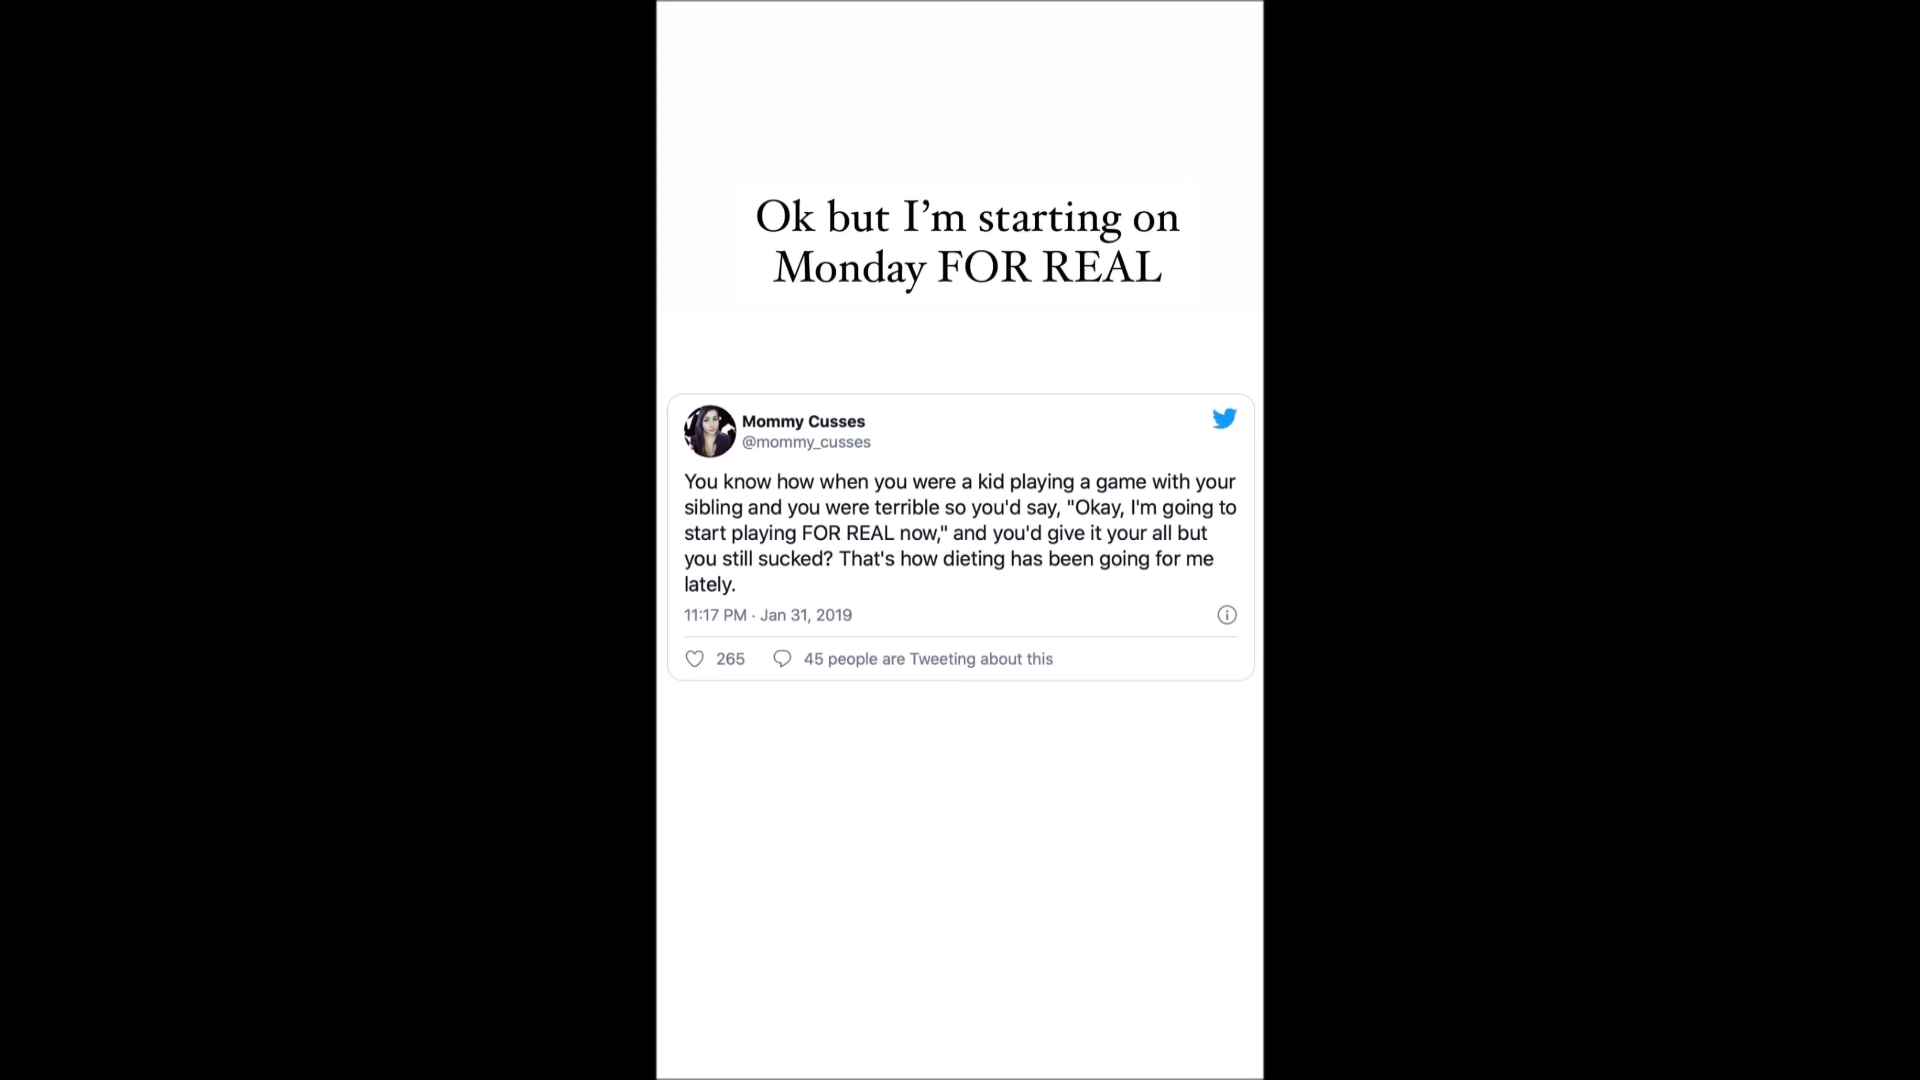 Ok but I’m starting on
Monday FOR REAL
Mommy Cusses
@mommy_cusses
You know how when you were a kid playing a game with your
sibling and you were terrible so you'd say, "Okay, I'm going to
start playing FOR REAL now," and you'd give it your all but
you still sucked? That's how dieting has been going for me
lately.
11:17 PM · Jan 31, 2019
265 45 people are Tweeting about this